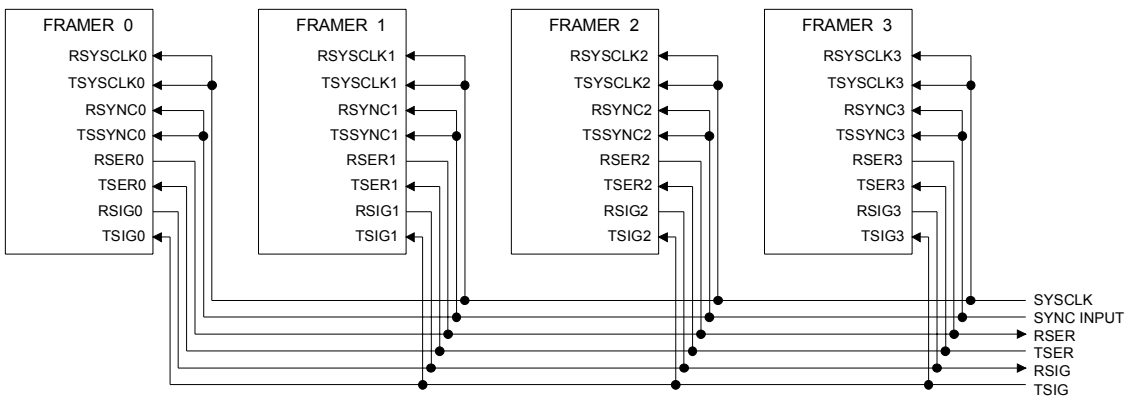 FRAMER 0
RSYSCLK0
TSYSCLK0
RSYNC0
TSSYNC0
RSER0
TSER0
RSIG0
TSIG0
FRAMER 1
RSYSCLK1
TSYSCLK1
RSYNC1
TSSYNC1
RSER1
TSER1
RSIG1
TSIG1
FRAMER 2
RSYSCLK2
TSYSCLK2
RSYNC2
TSSYNC2
RSER2
TSER2
RSIG2
TSIG2
FRAMER 3
RSYSCLK3
TSYSCLK3
RSYNC3
TSSYNC3
RSER3
TSER3
RSIG3
TSIG3
SYSCLK
SYNC INPUT
RSER
TSER
RSIG
TSIG